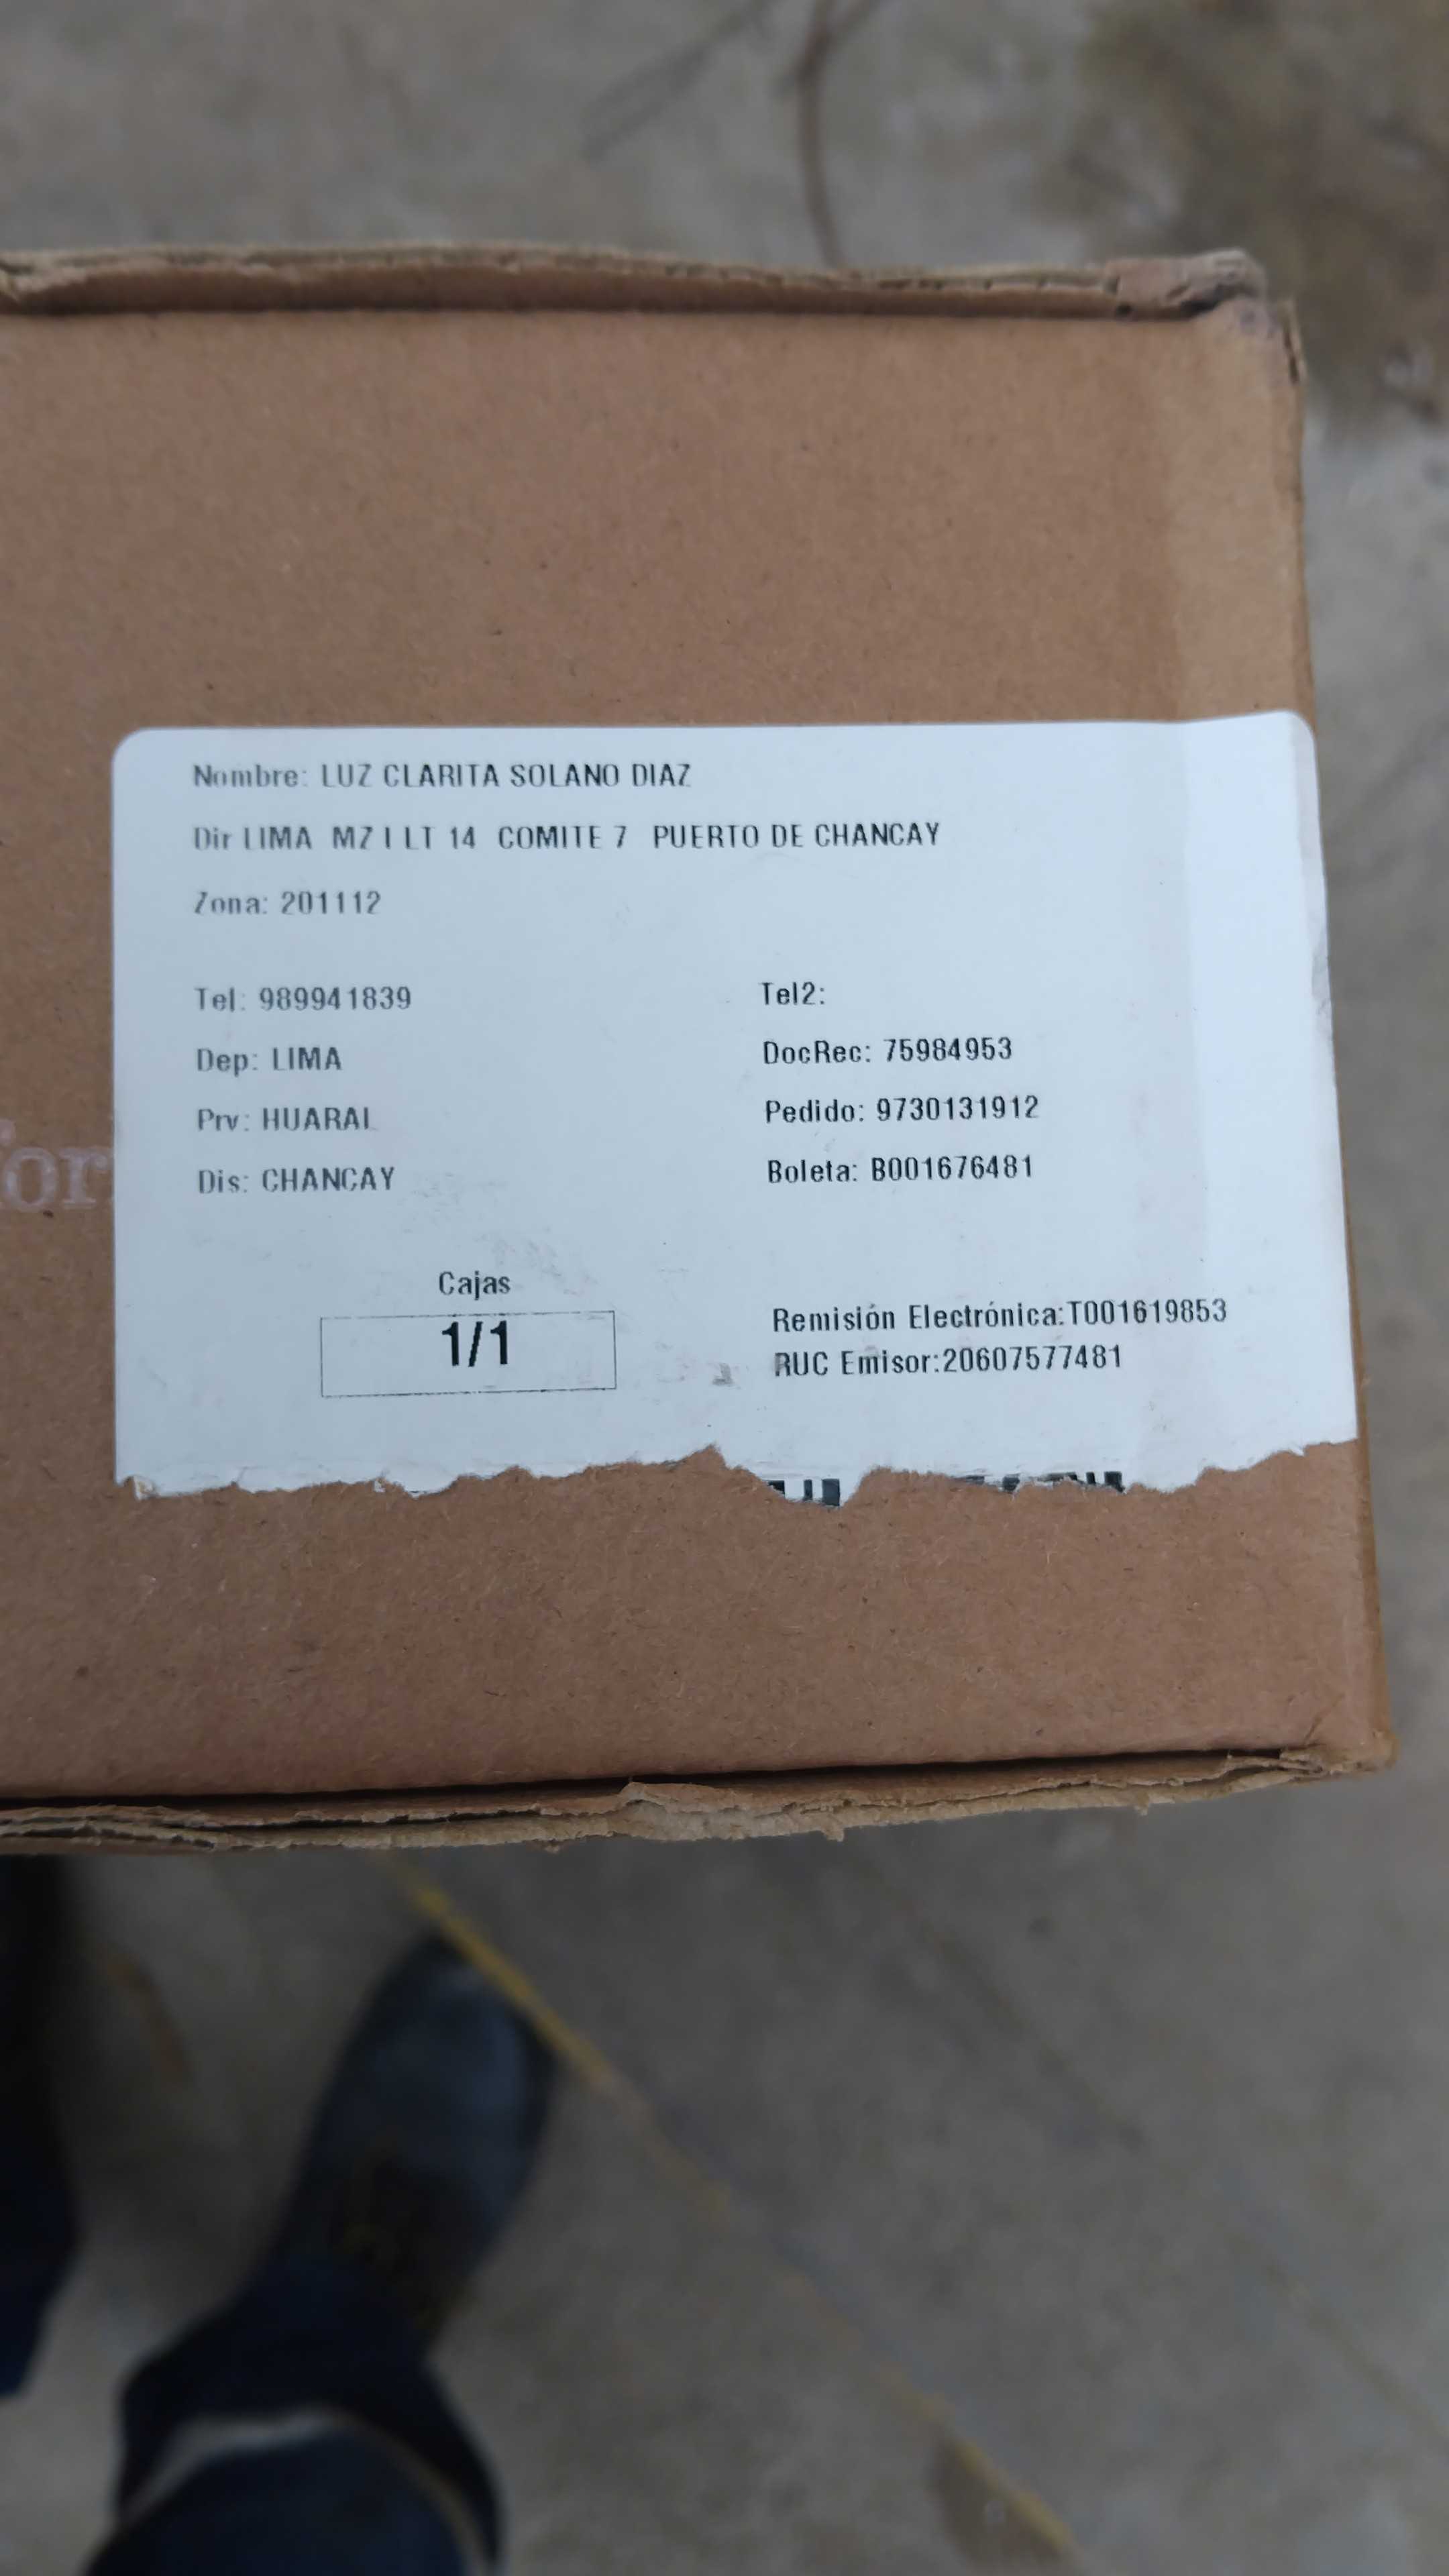 Nombre: LUZ CLARITA SOLANO DIAZ
Dir LIMA MZ I LT 14 COMITE 7 PUERTO DE CHANCAY
Zona: 201112
Tel: 989941839
Tel2:
Dep: LIMA
DocRec: 75984953
Prv: HUARAL
Pedido: 9730131912
Dis: CHANCAY
Boleta: B001676481
Cajas
1/1
Remisión Electrónica:T001619853
RUC Emisor:20607577481